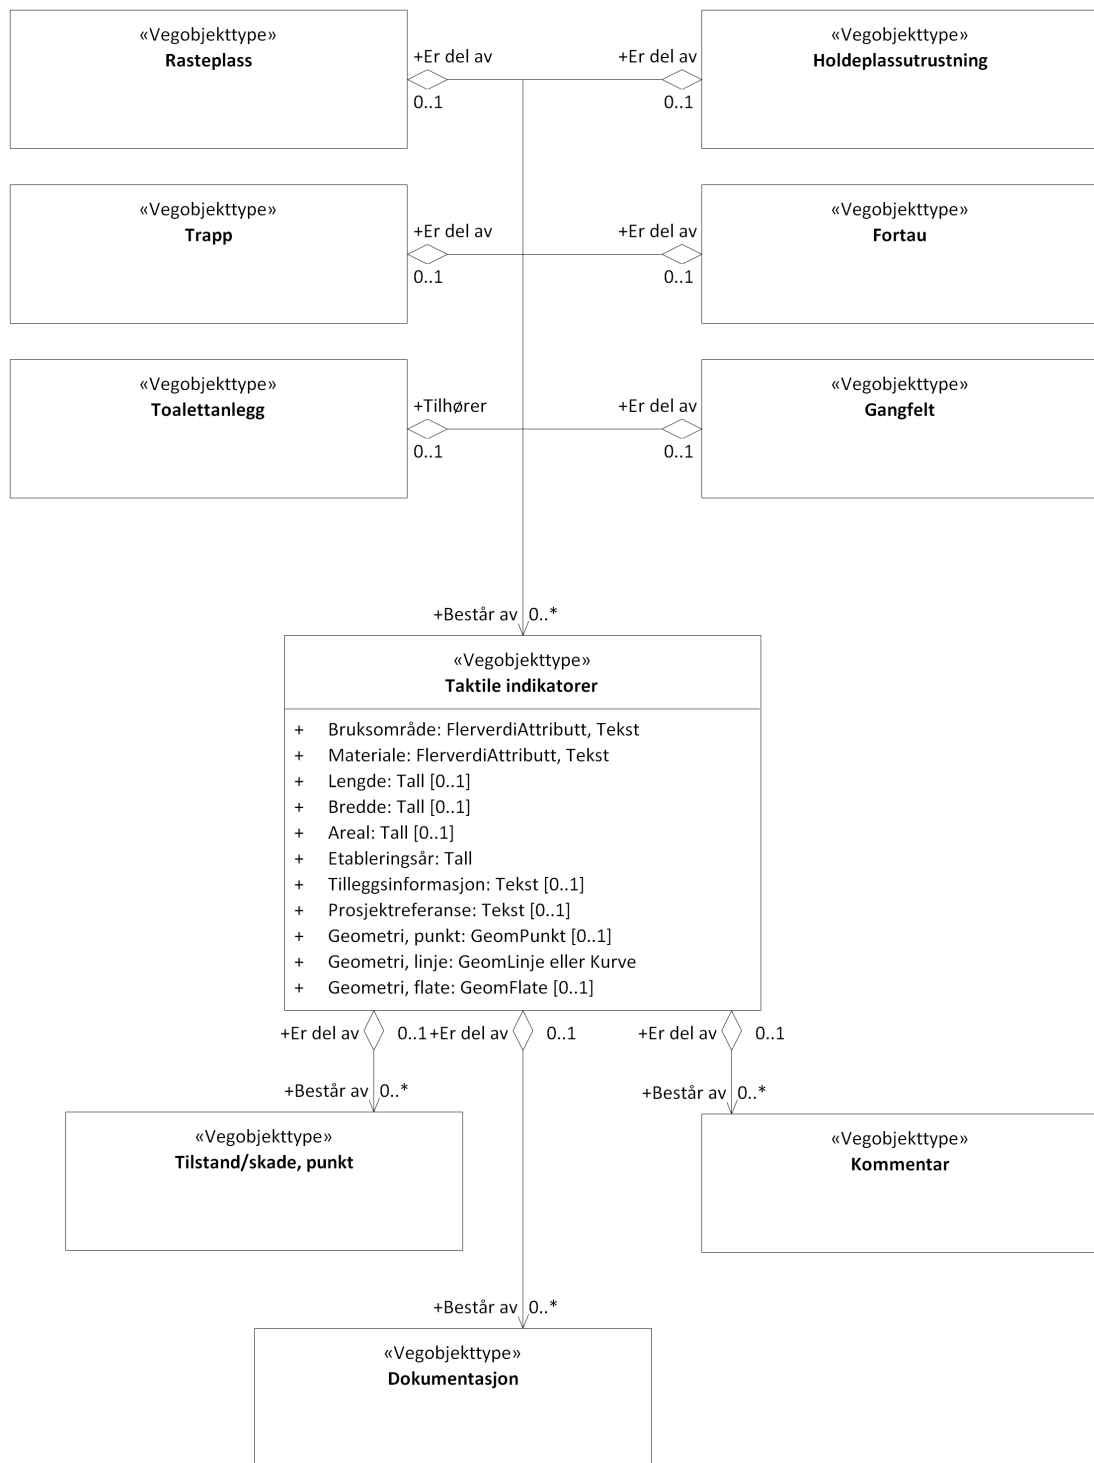 «Vegobjekttype»
Rasteplass
+Er del av
0..1
+Er del av
0..1
«Vegobjekttype»
Holdeplassutrustning
«Vegobjekttype»
Trapp
+Er del av
0..1
+Er del av
0..1
«Vegobjekttype»
Fortau
«Vegobjekttype»
Toalettanlegg
+Tilhører
0..1
+Er del av
0..1
«Vegobjekttype»
Gangfelt
+Består av 0..*
«Vegobjekttype»
Taktile indikatorer
+ Bruksområde: FlerverdiAttributt, Tekst
+ Materiale: FlerverdiAttributt, Tekst
+ Lengde: Tall [0..1]
+ Bredde: Tall [0..1]
+ Areal: Tall [0..1]
+ Etableringsår: Tall
+ Tilleggsinformasjon: Tekst [0..1]
+ Prosjektreferanse: Tekst [0..1]
+ Geometri, punkt: GeomPunkt [0..1]
+ Geometri, linje: GeomLinje eller Kurve
+ Geometri, flate: GeomFlate [0..1]
+Er del av 0..1
+Er del av 0..1
+Er del av 0..1
+Består av 0..*
+Består av 0..*
«Vegobjekttype»
Tilstand/skade, punkt
«Vegobjekttype»
Kommentar
+Består av 0..*
«Vegobjekttype»
Dokumentasjon